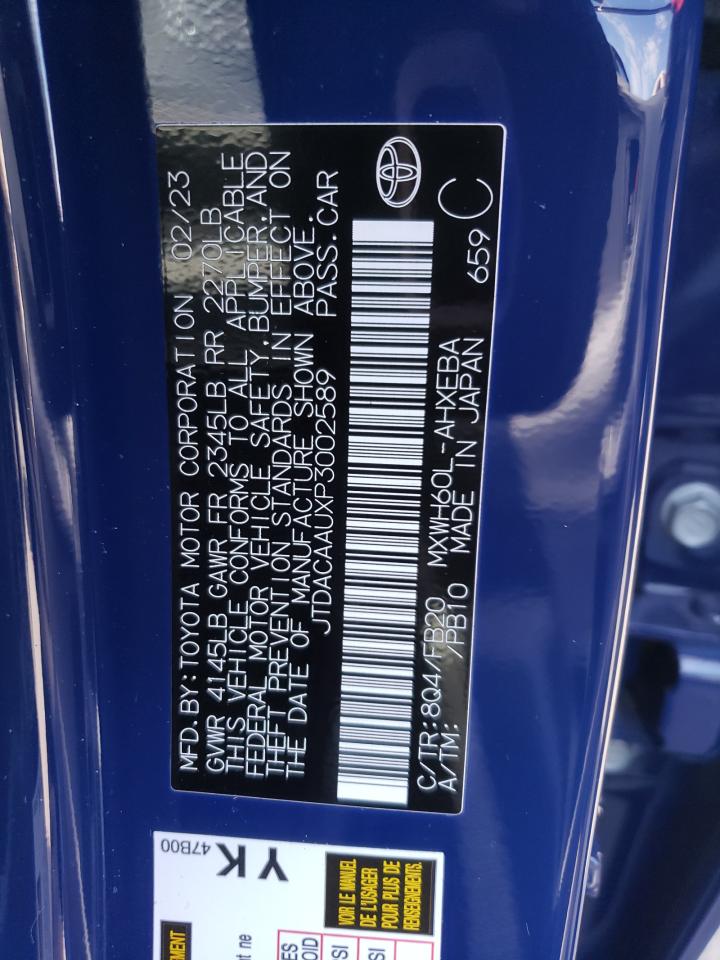 MFD.BY:TOYOTA MOTOR CORPORATION 02/23
GVWR 4145LB GAWR FR 2345LB RR 2270LB
THIS VEHICLE CONFORMS TO ALL APPLICABLE
FEDERAL MOTOR VEHICLE SAFETY,BUMPER,AND
THEFT PREVENTION STANDARDS IN EFFECT ON
THE DATE OF MANUFACTURE SHOWN ABOVE.
JTDACAAUXP3002589 PASS.CAR
C/TR:8Q4/FB20 MXWH60L-AHXEBA
A/TM: /PB10 MADE IN JAPAN 659 C
YK
47B00
VOIR LE MANUEL
DE L'USAGER
POUR PLUS DE
RENSEIGNEMENTS.